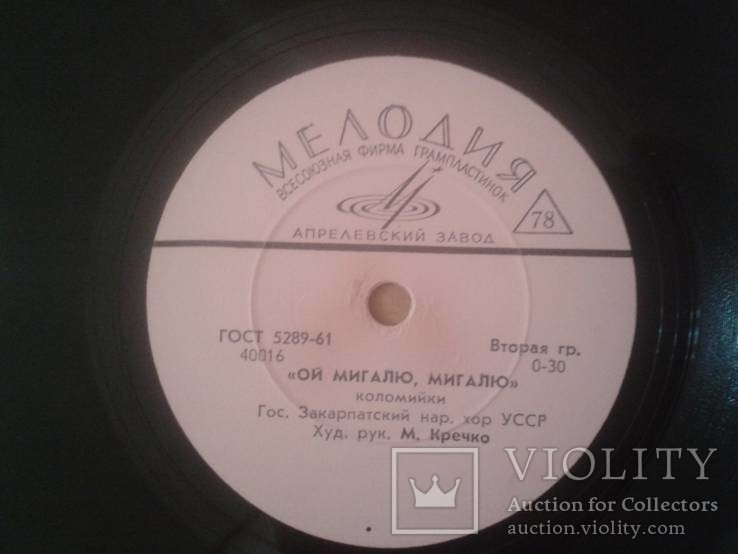 МЕЛОДИЯ
ВСЕСОЮЗНАЯ ФИРМА ГРАМПЛАСТИНОК
78
АПРЕЛЕВСКИЙ ЗАВОД
ГОСТ 5289-61
40016
Вторая гр.
0-30
«ОЙ МИГАЛЮ, МИГАЛЮ»
коломийки
Гос. Закарпатский нар. хор УССР
Худ. рук. М. Кречко
VIOLITY
Auction for Collectors
auction.violity.com